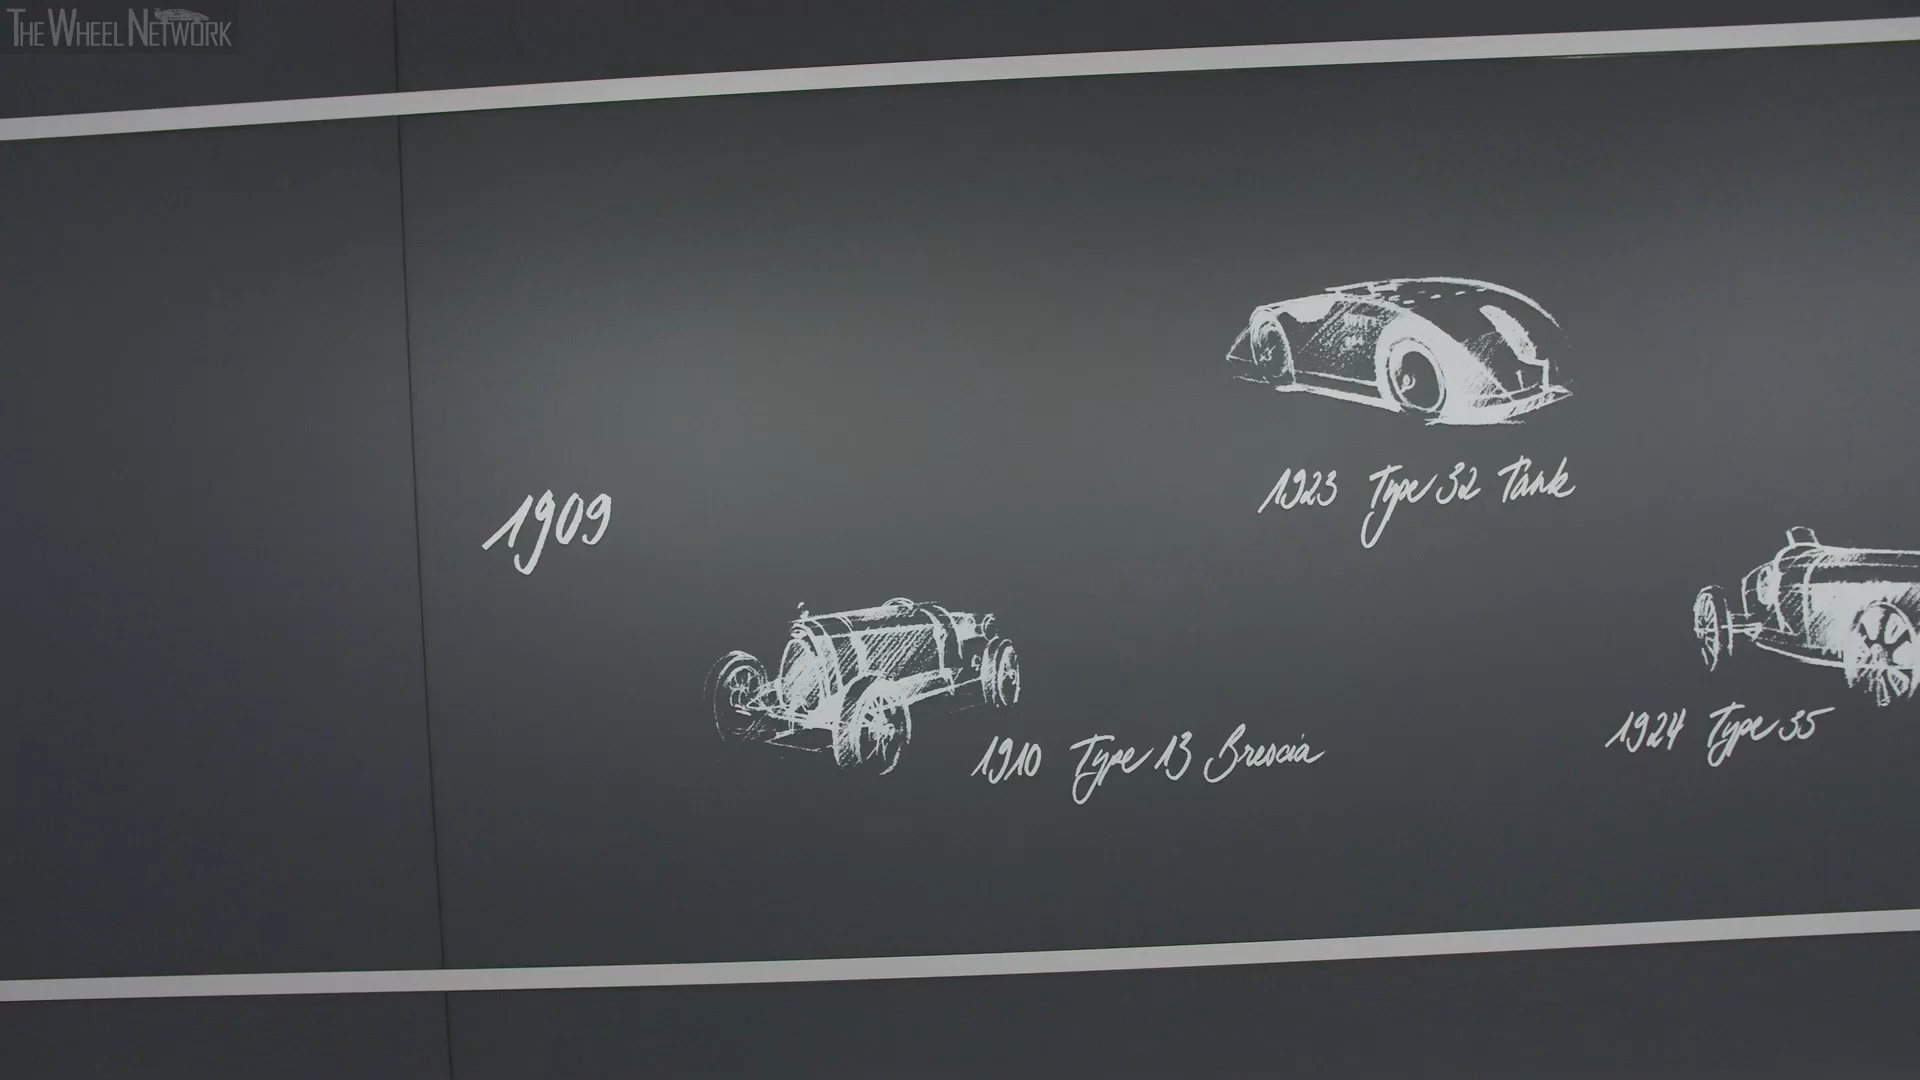 THE WHEEL NETWORK
1909
1923 Type 32 Tank
1910 Type 13 Brescia
1924 Type 35